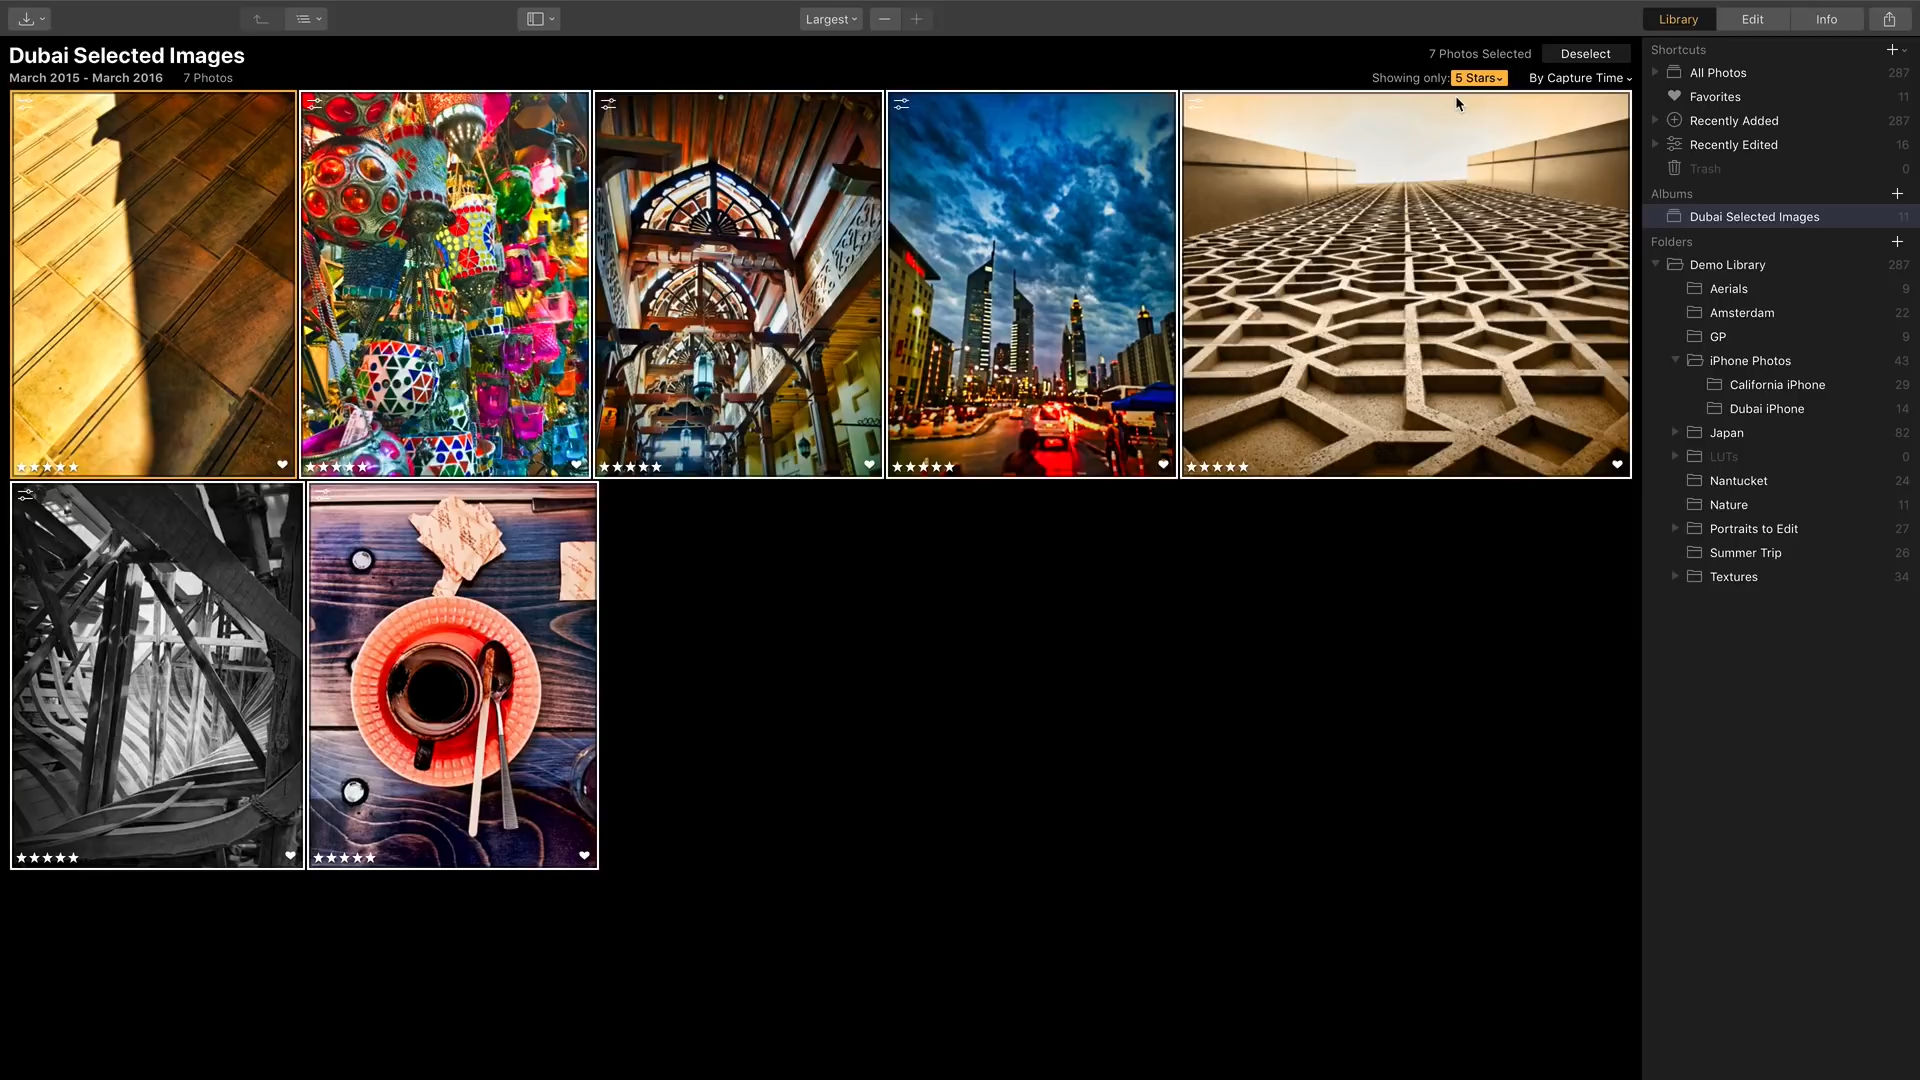 Largest
Library
Edit
Info
Dubai Selected Images
March 2015 - March 2016 7 Photos
7 Photos Selected
Deselect
Showing only: 5 Stars
By Capture Time
Shortcuts
All Photos 287
Favorites 11
Recently Added 287
Recently Edited 16
Trash 0
Albums
Dubai Selected Images 11
Folders
Demo Library 287
Aerials 9
Amsterdam 22
GP 9
iPhone Photos 43
California iPhone 29
Dubai iPhone 14
Japan 82
LUTs 0
Nantucket 24
Nature 11
Portraits to Edit 27
Summer Trip 26
Textures 34